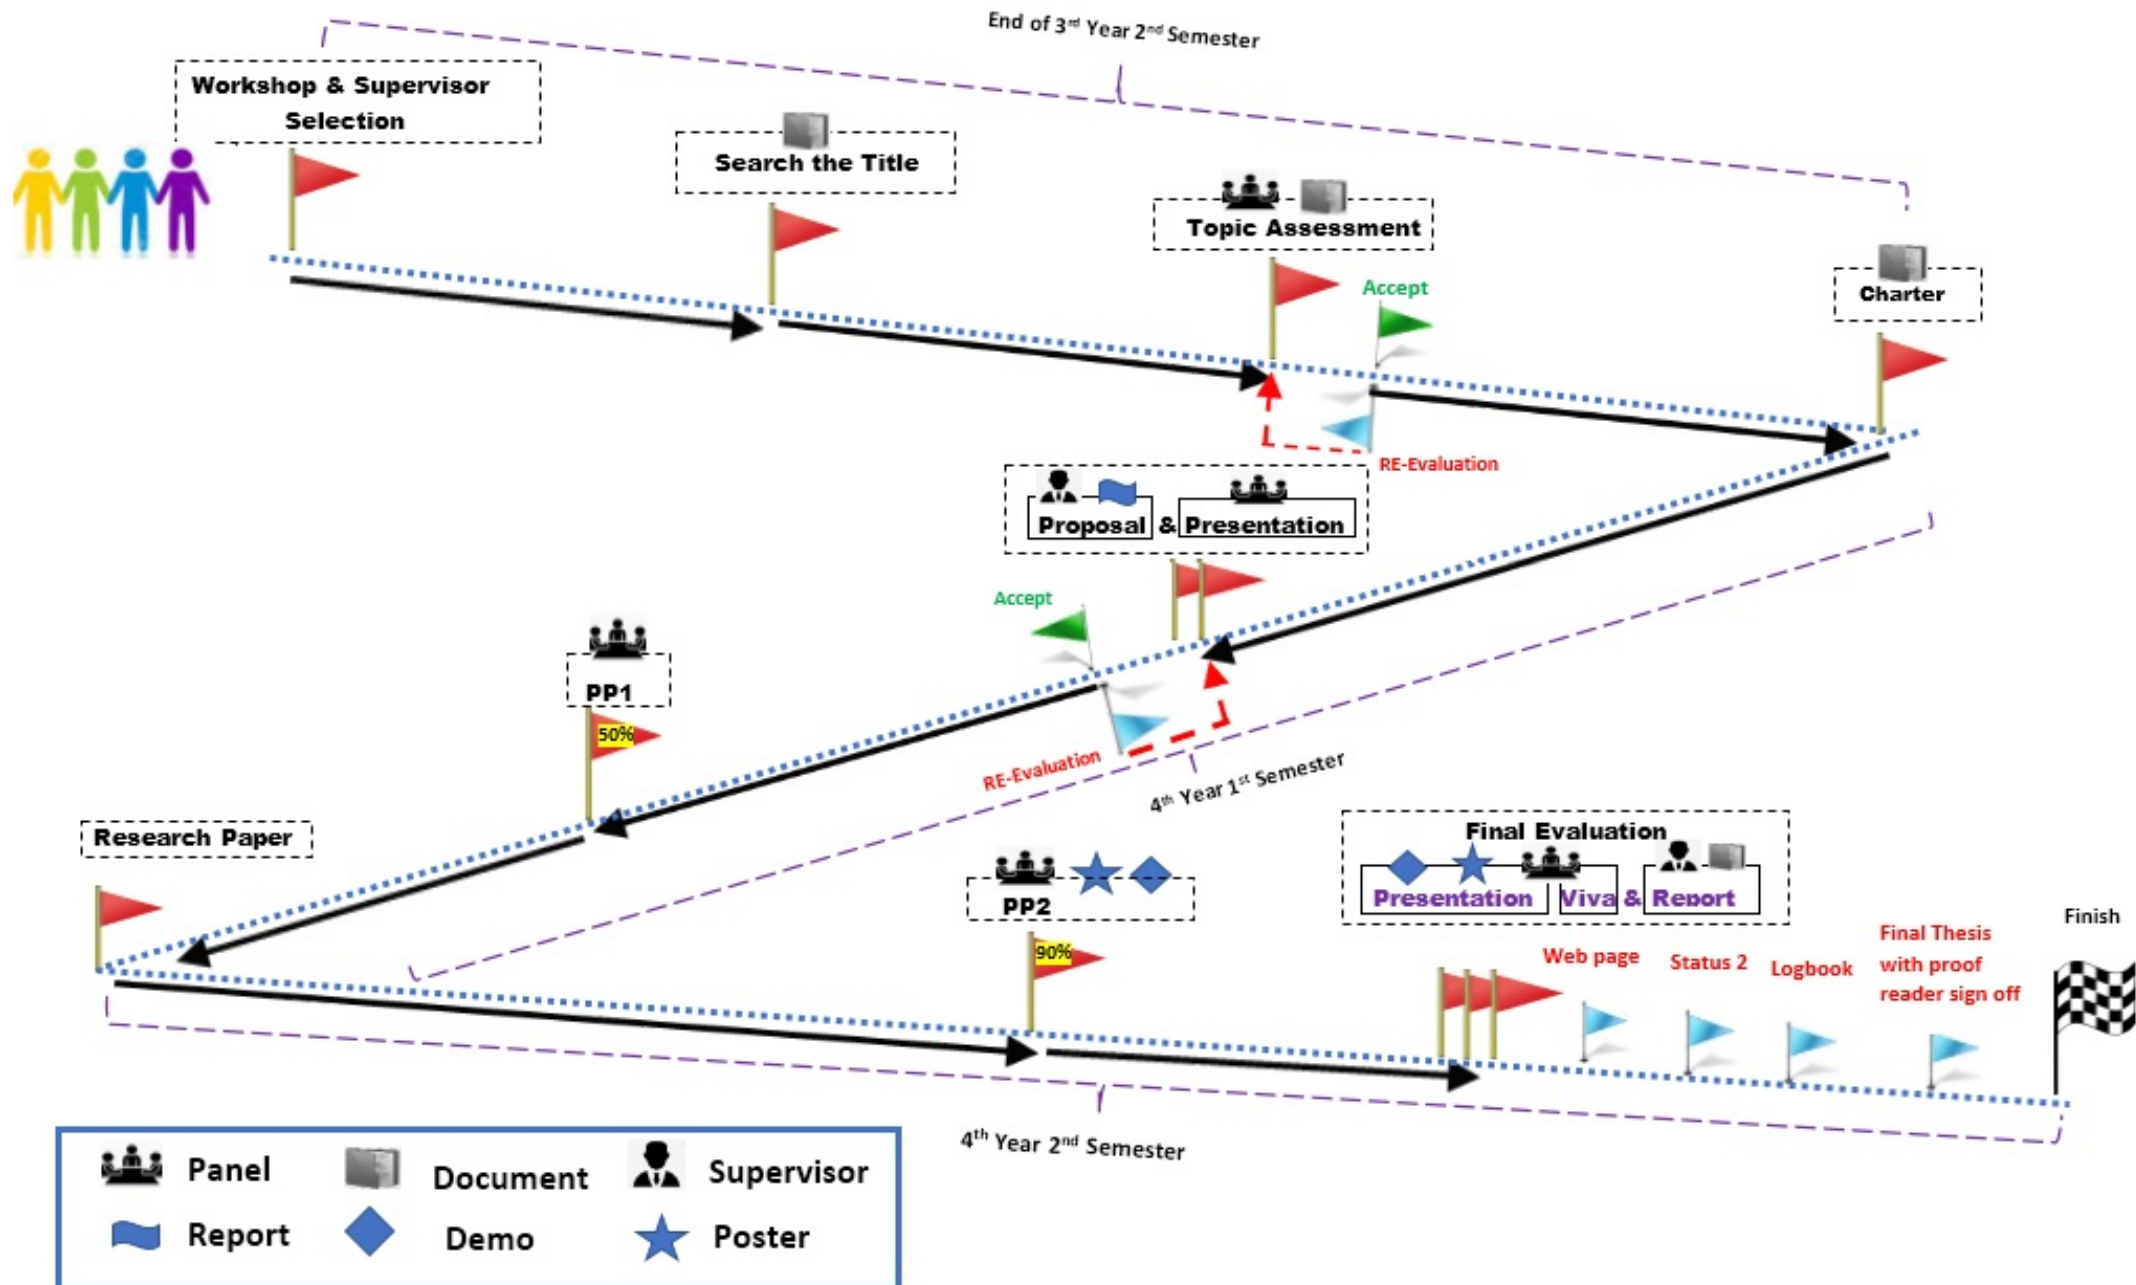 End of 3rd Year 2nd Semester
Workshop & Supervisor
Selection
Search the Title
Topic Assessment
Accept
Charter
RE-Evaluation
Proposal & Presentation
Accept
PP1
50%
RE-Evaluation
4th Year 1st Semester
Research Paper
PP2
90%
Final Evaluation
Presentation Viva & Report
Web page
Status 2
Logbook
Final Thesis
with proof
reader sign off
Finish
4th Year 2nd Semester
Panel
Document
Supervisor
Report
Demo
Poster